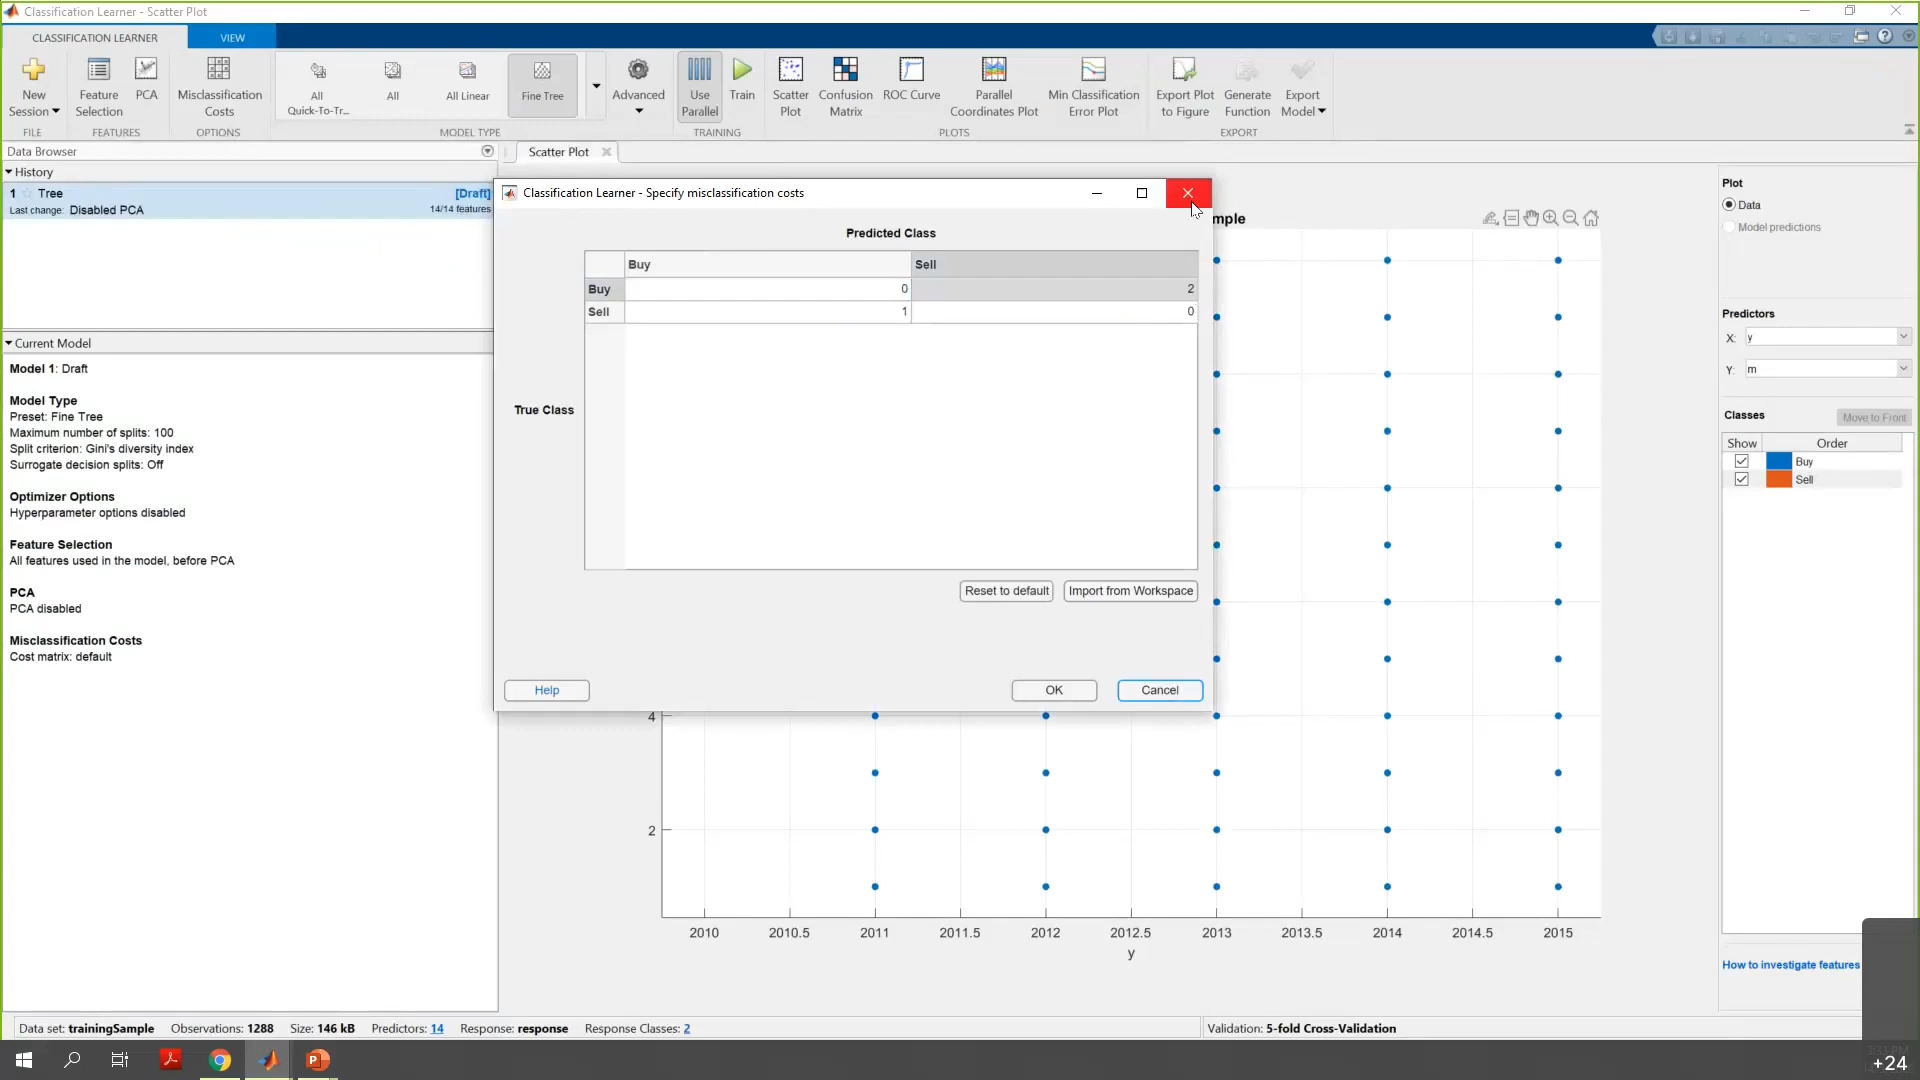 Classification Learner - Scatter Plot
CLASSIFICATION LEARNER
VIEW
New Session
Feature Selection
PCA
Misclassification Costs
All Quick-To-Tr...
All
All Linear
Fine Tree
Advanced
Use Parallel
Train
Scatter Plot
Confusion Matrix
ROC Curve
Parallel Coordinates Plot
Min Classification Error Plot
Export Plot to Figure
Generate Function
Export Model
FILE
FEATURES
OPTIONS
MODEL TYPE
TRAINING
PLOTS
EXPORT
Data Browser
History
1 Tree [Draft]
Last change: Disabled PCA 14/14 features
Current Model
Model 1: Draft
Model Type
Preset: Fine Tree
Maximum number of splits: 100
Split criterion: Gini's diversity index
Surrogate decision splits: Off
Optimizer Options
Hyperparameter options disabled
Feature Selection
All features used in the model, before PCA
PCA
PCA disabled
Misclassification Costs
Cost matrix: default
Scatter Plot
Classification Learner - Specify misclassification costs
Predicted Class
Buy Sell
Buy 0 2
Sell 1 0
True Class
Reset to default
Import from Workspace
Help
OK
Cancel
mple
4
2
2010 2010.5 2011 2011.5 2012 2012.5 2013 2013.5 2014 2014.5 2015
y
Plot
Data
Model predictions
Predictors
X: y
Y: m
Classes
Move to Front
Show Order
Buy
Sell
How to investigate features
Data set: trainingSample Observations: 1288 Size: 146 kB Predictors: 14 Response: response Response Classes: 2
Validation: 5-fold Cross-Validation
+24